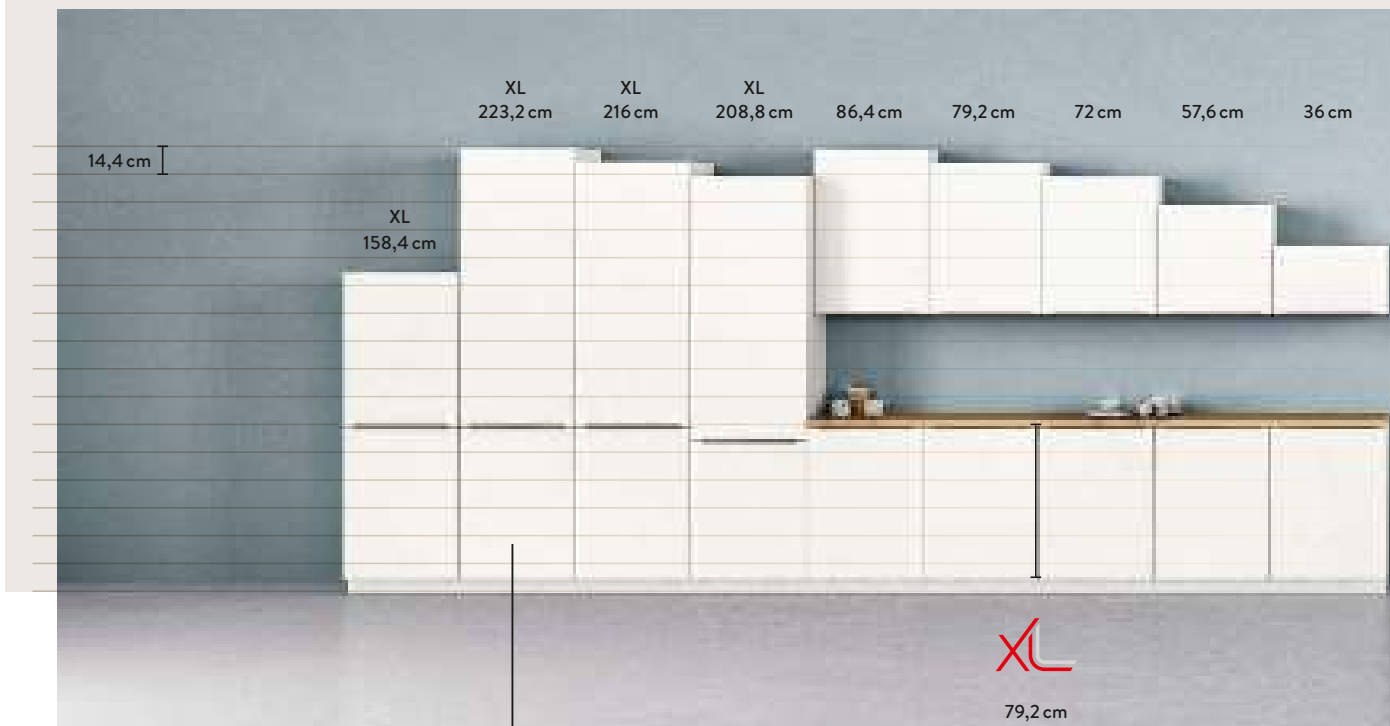 XL
223,2 cm
XL
216 cm
XL
208,8 cm
86,4 cm
79,2 cm
72 cm
57,6 cm
36 cm
14,4 cm
XL
158,4 cm
XL
79,2 cm